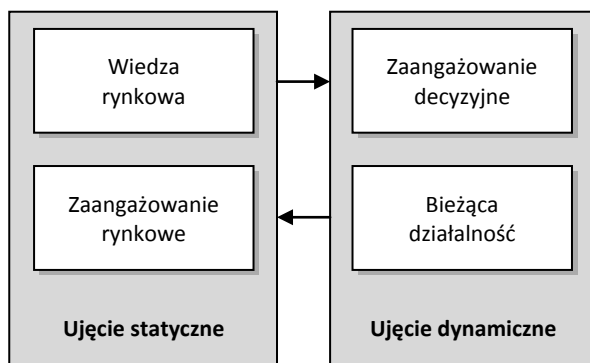 Wiedza
rynkowa
Zaangażowanie
decyzyjne
Zaangażowanie
rynkowe
Bieżąca
działalność
Ujęcie statyczne
Ujęcie dynamiczne